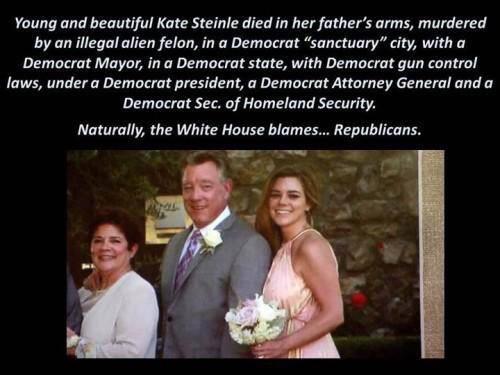 Young and beautiful Kate Steinle died in her father's arms, murdered
by an illegal alien felon, in a Democrat “sanctuary” city, with a
Democrat Mayor, in a Democrat state, with Democrat gun control
laws, under a Democrat president, a Democrat Attorney General and a
Democrat Sec. of Homeland Security.
Naturally, the White House blames... Republicans.